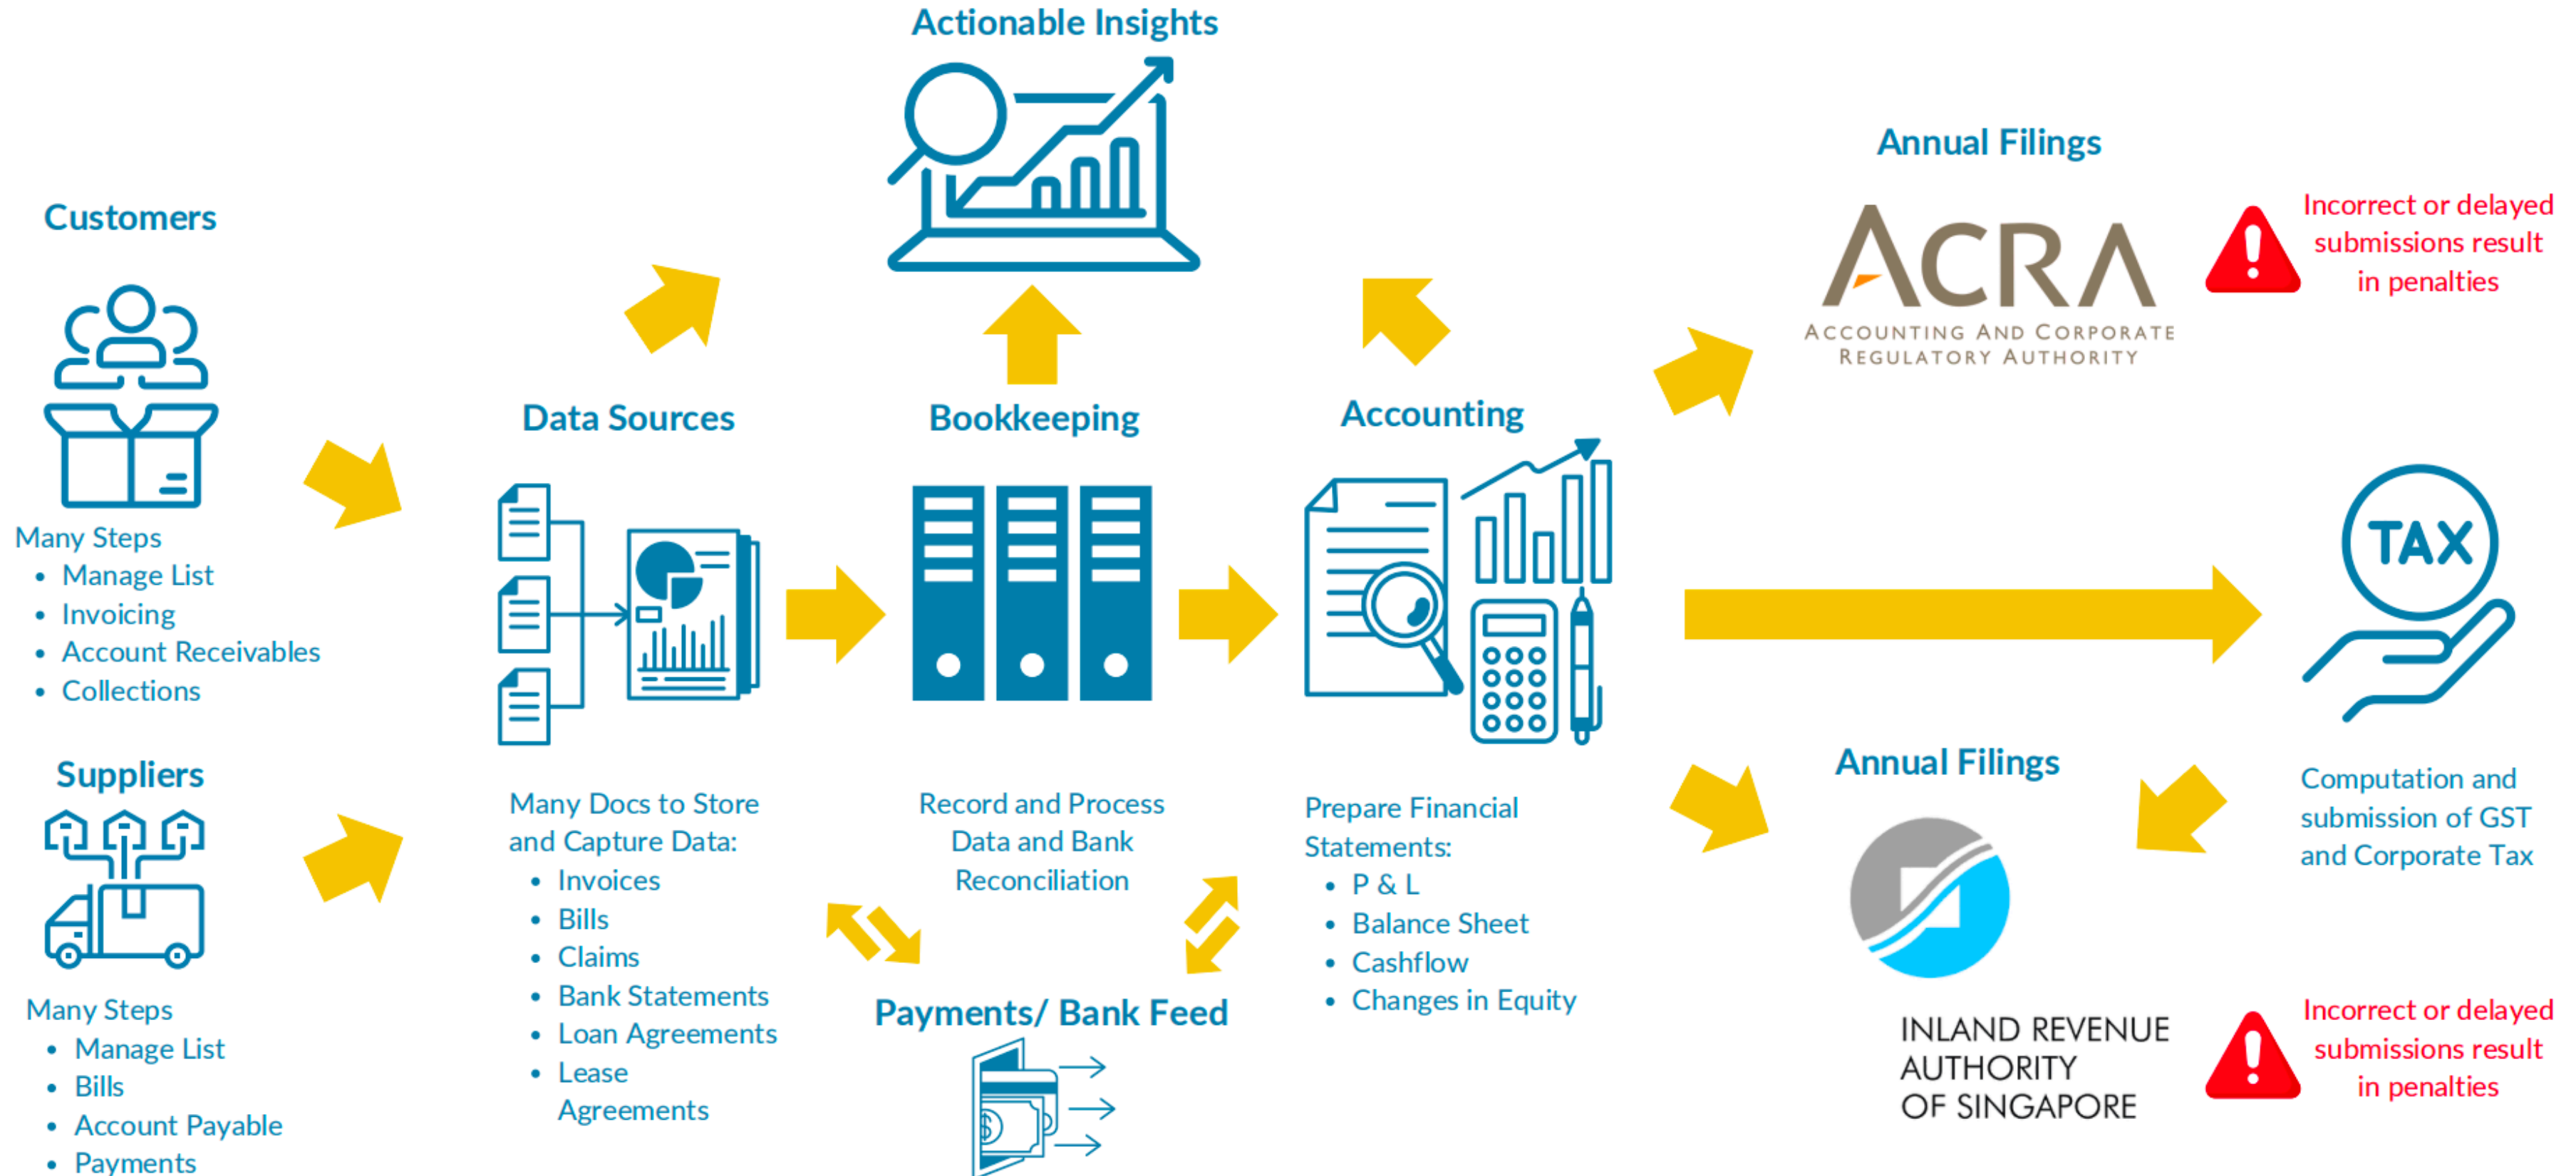 Actionable Insights
Annual Filings
ACRA
ACCOUNTING AND CORPORATE
REGULATORY AUTHORITY
Incorrect or delayed
submissions result
in penalties
Customers
Many Steps
• Manage List
• Invoicing
• Account Receivables
• Collections
Suppliers
Many Steps
• Manage List
• Bills
• Account Payable
• Payments
Data Sources
Many Docs to Store
and Capture Data:
• Invoices
• Bills
• Claims
• Bank Statements
• Loan Agreements
• Lease
Agreements
Bookkeeping
Record and Process
Data and Bank
Reconciliation
Payments/ Bank Feed
$
Accounting
Prepare Financial
Statements:
• P & L
• Balance Sheet
• Cashflow
• Changes in Equity
TAX
Computation and
submission of GST
and Corporate Tax
Annual Filings
INLAND REVENUE
AUTHORITY
OF SINGAPORE
Incorrect or delayed
submissions result
in penalties